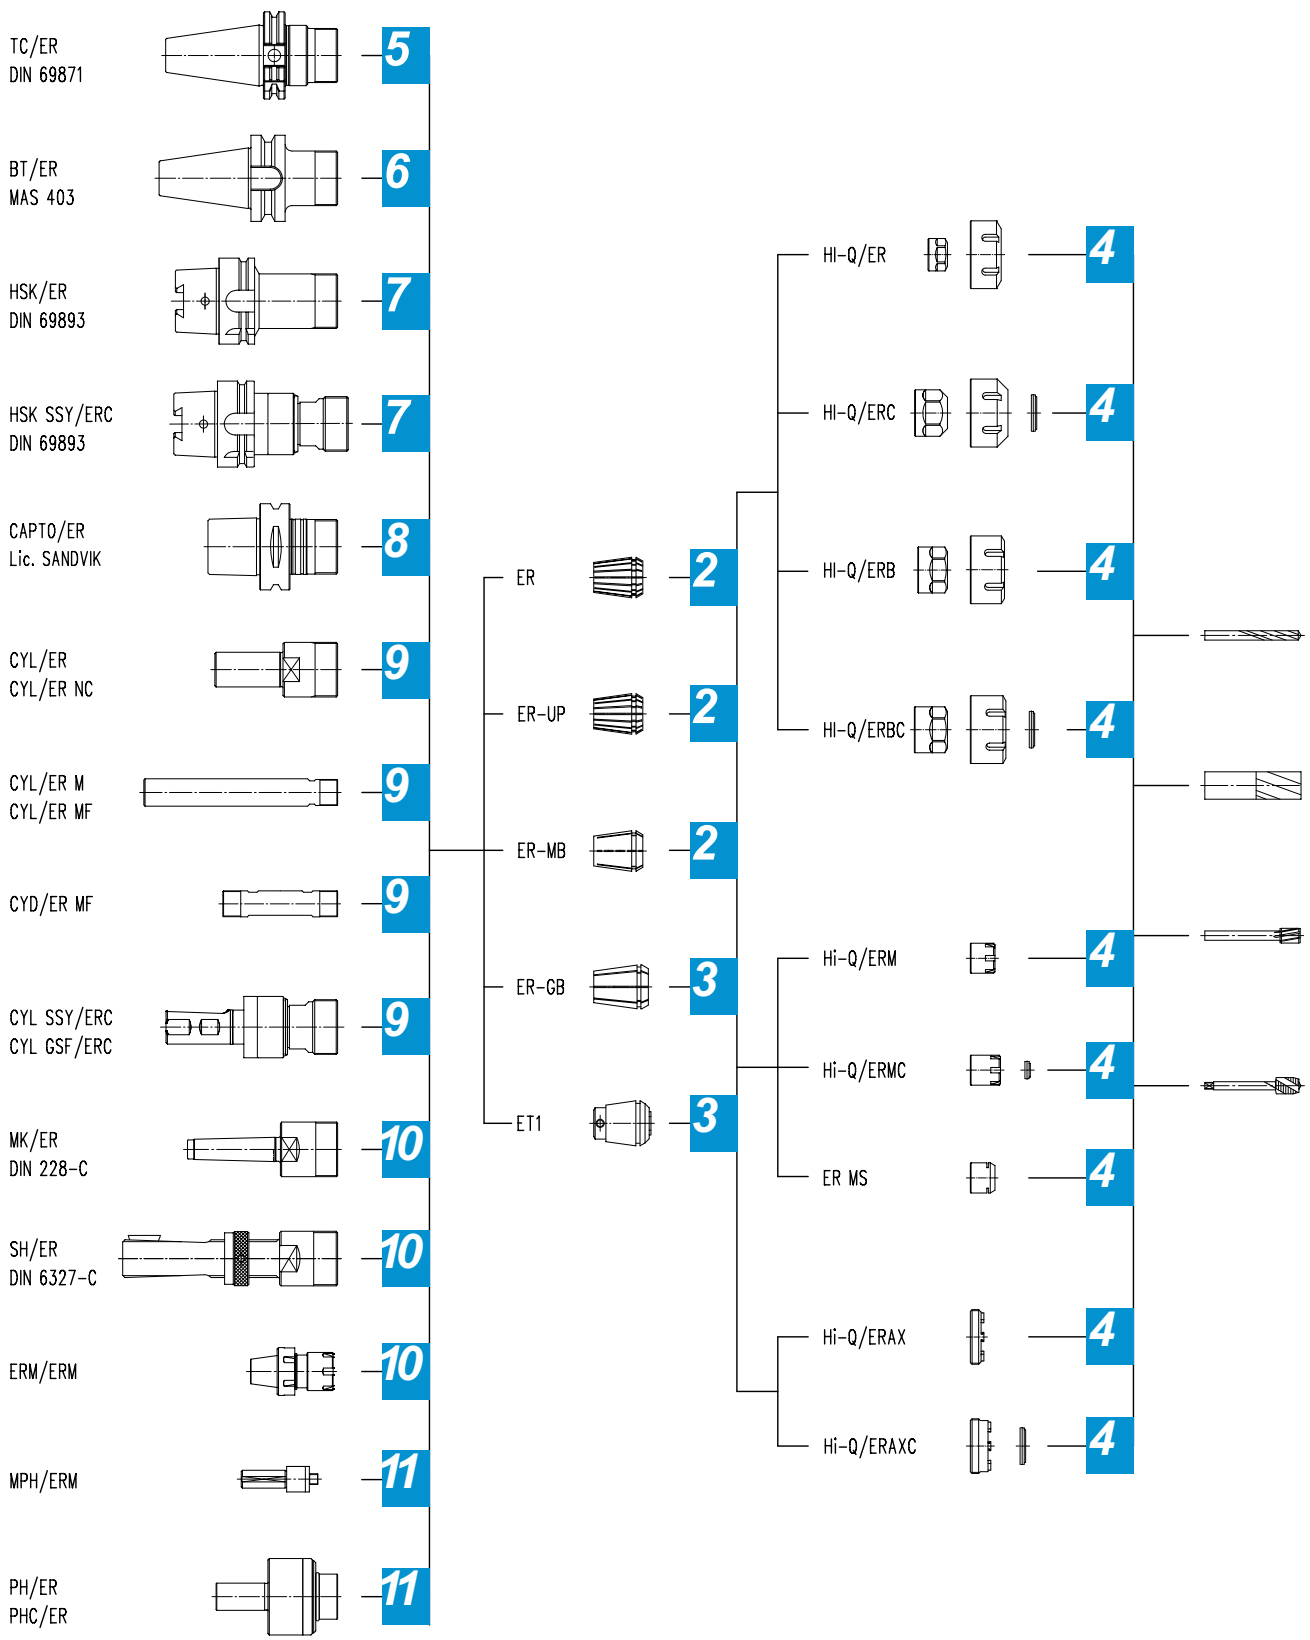 TC/ER
DIN 69871
5
BT/ER
MAS 403
6
HSK/ER
DIN 69893
7
HSK SSY/ERC
DIN 69893
7
CAPTO/ER
Lic. SANDVIK
8
CYL/ER
CYL/ER NC
9
CYL/ER M
CYL/ER MF
9
CYD/ER MF
9
CYL SSY/ERC
CYL GSF/ERC
9
MK/ER
DIN 228-C
10
SH/ER
DIN 6327-C
10
ERM/ERM
10
MPH/ERM
11
PH/ER
PHC/ER
11
ER
2
ER-UP
2
ER-MB
2
ER-GB
3
ET1
3
HI-Q/ER
4
HI-Q/ERC
4
HI-Q/ERB
4
HI-Q/ERBC
4
Hi-Q/ERM
4
Hi-Q/ERMC
4
ER MS
4
Hi-Q/ERAX
4
Hi-Q/ERAXC
4